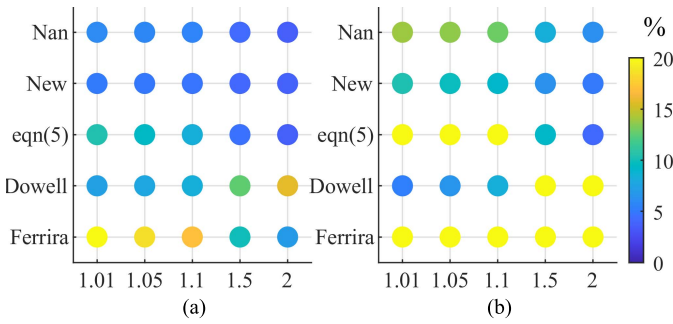 %
Nan
New
eqn(5)
Dowell
Ferrira
1.01 1.05 1.1 1.5 2
(a)
Nan
New
eqn(5)
Dowell
Ferrira
1.01 1.05 1.1 1.5 2
(b)
20
15
10
5
0